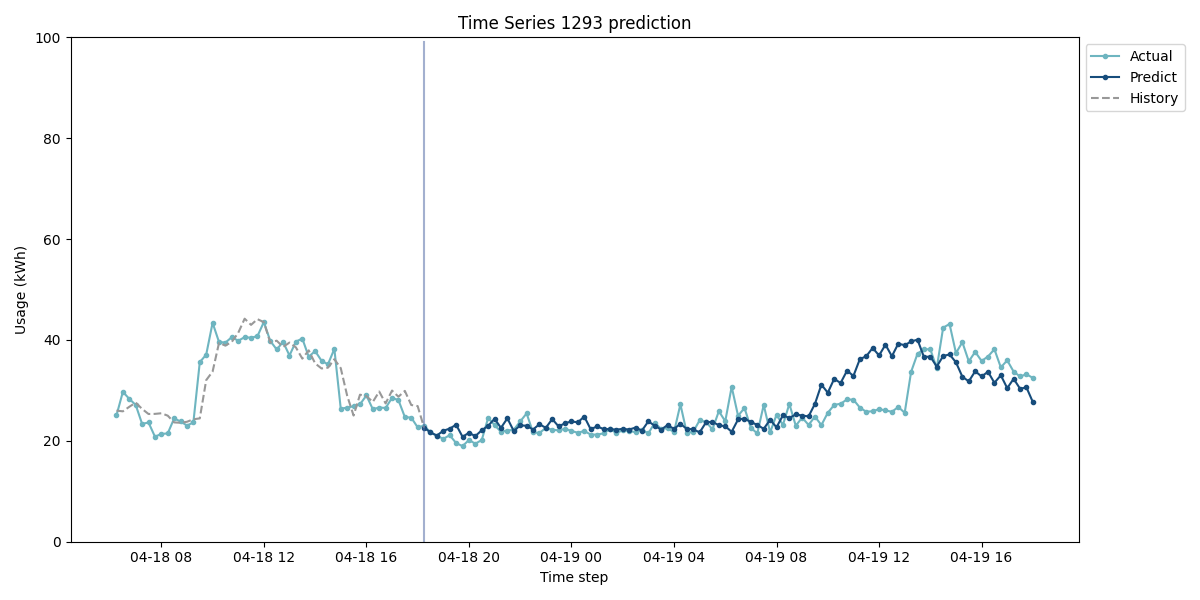 Time Series 1293 prediction
Actual
Predict
History
Usage (kWh)
100
80
60
40
20
0
04-18 08
04-18 12
04-18 16
04-18 20
04-19 00
04-19 04
04-19 08
04-19 12
04-19 16
Time step